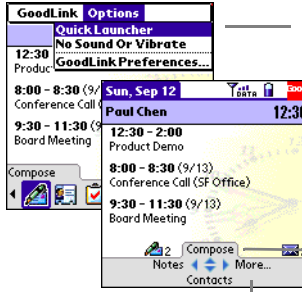 GoodLink Options
Quick Launcher
No Sound Or Vibrate
GoodLink Preferences...
12:30
Produc
8:00 - 8:30 (9/
Conference Call (
9:30 - 11:30 (9
Board Meeting
Compose
Sun, Sep 12
DATA
Goo
Paul Chen
12:30
12:30 - 2:00
Product Demo
8:00 - 8:30 (9/13)
Conference Call (SF Office)
9:30 - 11:30 (9/13)
Board Meeting
2 Compose
Notes More...
Contacts